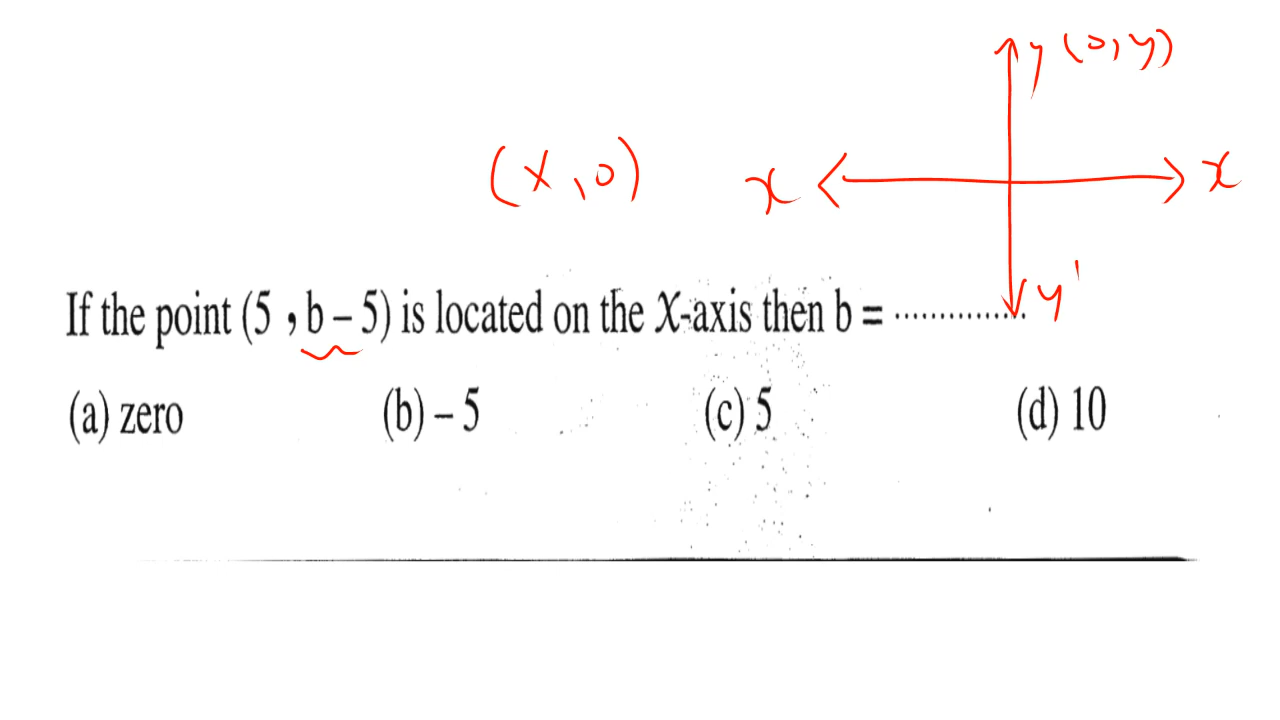 y (0,y)
(x,0) x x
y'
If the point (5 , b – 5) is located on the X-axis then b = ................
(a) zero (b) – 5 (c) 5 (d) 10